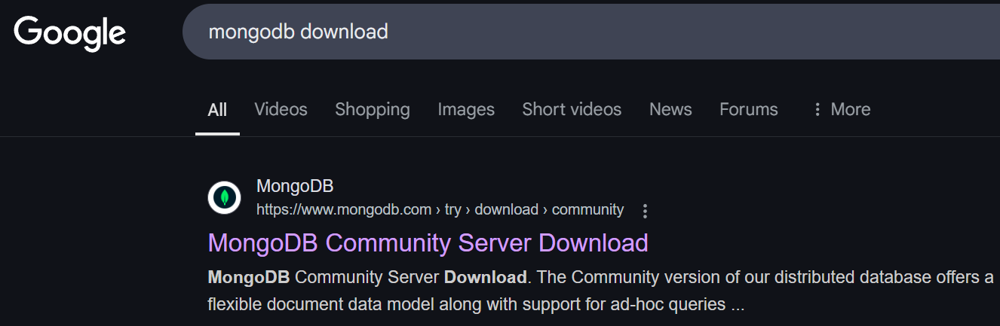 Google
mongodb download
All Videos Shopping Images Short videos News Forums More
MongoDB
https://www.mongodb.com › try › download › community
MongoDB Community Server Download
MongoDB Community Server Download. The Community version of our distributed database offers a
flexible document data model along with support for ad-hoc queries ...